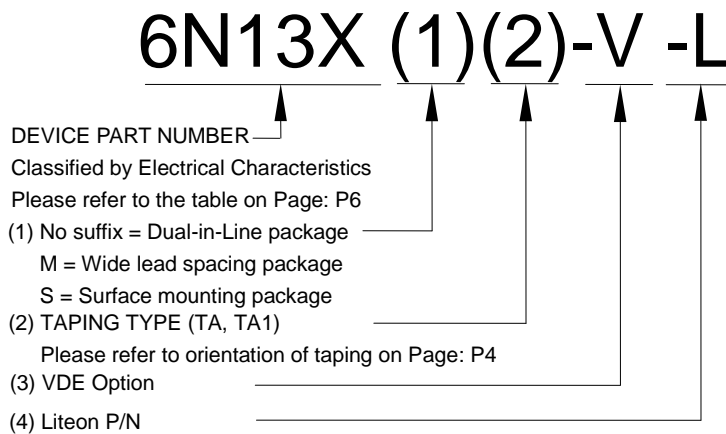 6N13X (1)(2)-V -L
DEVICE PART NUMBER
Classified by Electrical Characteristics
Please refer to the table on Page: P6
(1) No suffix = Dual-in-Line package
M = Wide lead spacing package
S = Surface mounting package
(2) TAPING TYPE (TA, TA1)
Please refer to orientation of taping on Page: P4
(3) VDE Option
(4) Liteon P/N